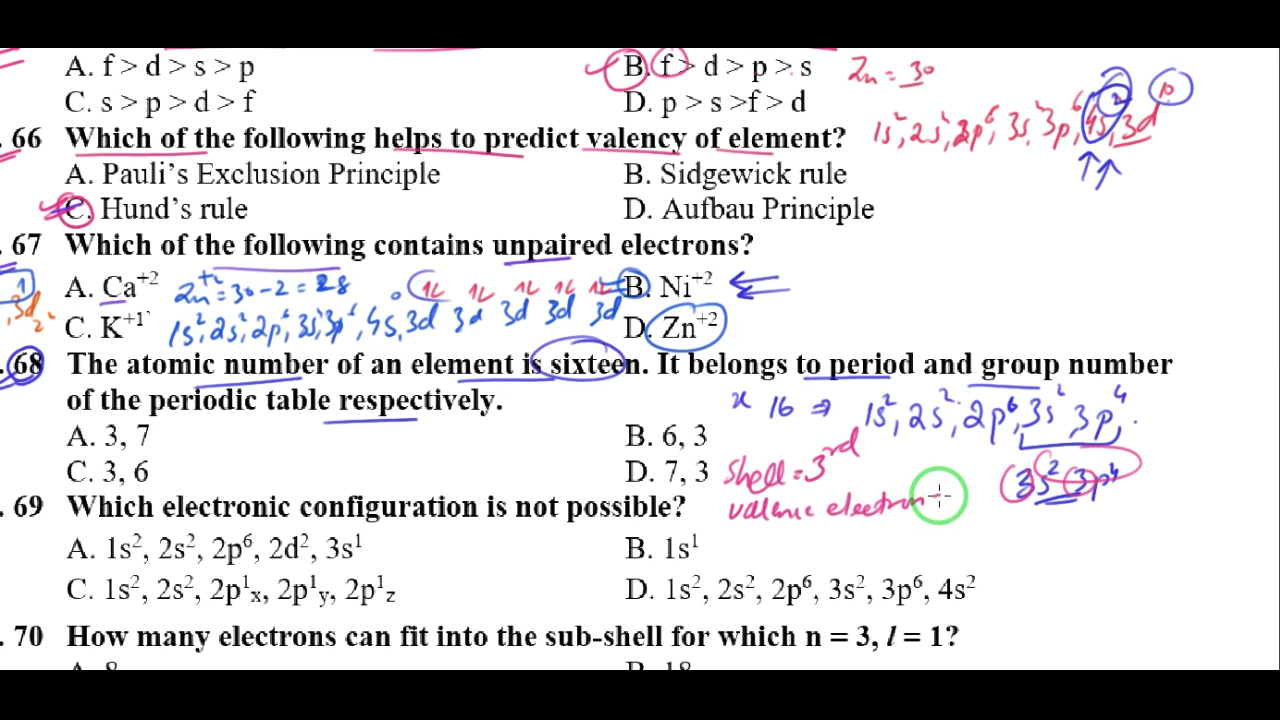 A. f > d > s > p
B. f > d > p > s
Zn = 30
C. s > p > d > f
D. p > s >f > d
1s², 2s², 2p⁶, 3s², 3p⁶, 4s², 3d
. 66 Which of the following helps to predict valency of element?
A. Pauli's Exclusion Principle
B. Sidgewick rule
C. Hund's rule
D. Aufbau Principle
. 67 Which of the following contains unpaired electrons?
A. Ca⁺²
Zn⁺² = 30 - 2 = 28
B. Ni⁺²
C. K⁺¹
1s², 2s², 2p⁶, 3s², 3p⁶, 4s⁰, 3d 3d 3d 3d 3d
D. Zn⁺²
. 68 The atomic number of an element is sixteen. It belongs to period and group number
of the periodic table respectively.
x 16 ⇒ 1s², 2s², 2p⁶, 3s² 3p⁴.
A. 3, 7
B. 6, 3
C. 3, 6
D. 7, 3
Shell = 3rd
3s² 3p⁴
. 69 Which electronic configuration is not possible?
valenic electron
A. 1s², 2s², 2p⁶, 2d², 3s¹
B. 1s¹
C. 1s², 2s², 2p¹x, 2p¹y, 2p¹z
D. 1s², 2s², 2p⁶, 3s², 3p⁶, 4s²
. 70 How many electrons can fit into the sub-shell for which n = 3, l = 1?